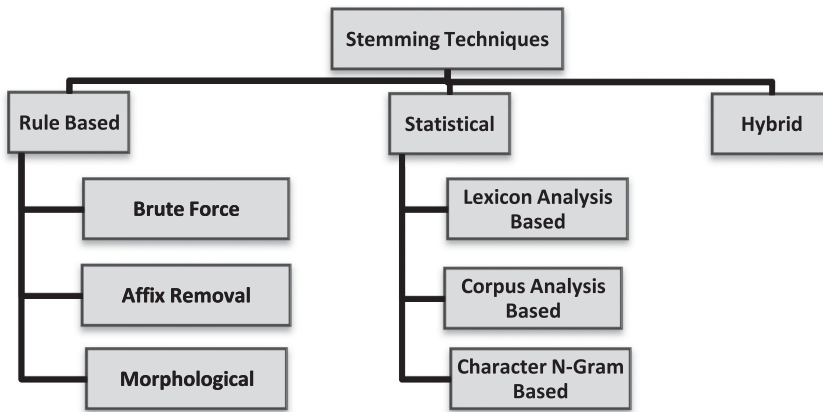 Stemming Techniques
Rule Based
Statistical
Hybrid
Brute Force
Affix Removal
Morphological
Lexicon Analysis
Based
Corpus Analysis
Based
Character N-Gram
Based